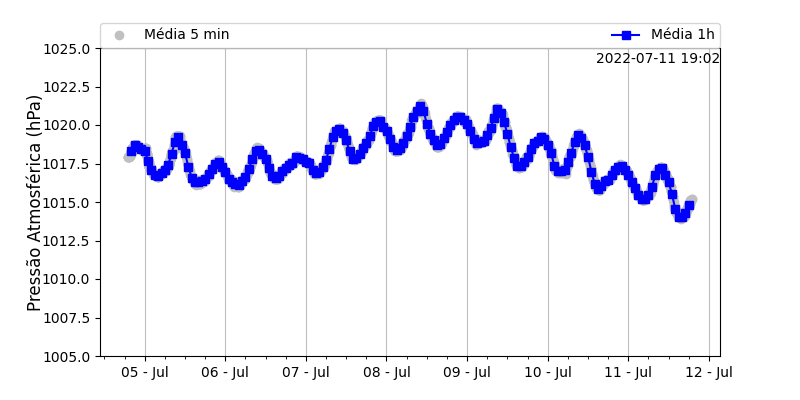 Média 5 min
Média 1h
2022-07-11 19:02
Pressão Atmosférica (hPa)
1025.0
1022.5
1020.0
1017.5
1015.0
1012.5
1010.0
1007.5
1005.0
05 - Jul
06 - Jul
07 - Jul
08 - Jul
09 - Jul
10 - Jul
11 - Jul
12 - Jul